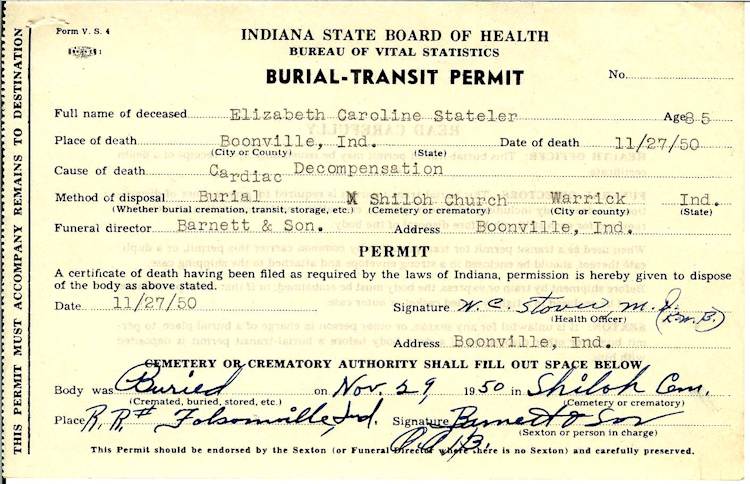 Form V. S. 4
INDIANA STATE BOARD OF HEALTH
BUREAU OF VITAL STATISTICS
BURIAL-TRANSIT PERMIT
No.
Full name of deceased Elizabeth Caroline Stateler Age 85
Place of death Boonville, Ind. Date of death 11/27/50
(City or County) (State)
Cause of death Cardiac Decompensation
Method of disposal Burial X Shiloh Church Warrick Ind.
(Whether burial cremation, transit, storage, etc.) (Cemetery or crematory) (City or county) (State)
Funeral director Barnett & Son. Address Boonville, Ind.
PERMIT
A certificate of death having been filed as required by the laws of Indiana, permission is hereby given to dispose
of the body as above stated.
Date 11/27/50 Signature W. C. Stover, M. D.
(Health Officer) (K.W.B.)
Address Boonville, Ind.
CEMETERY OR CREMATORY AUTHORITY SHALL FILL OUT SPACE BELOW
Body was Buried on Nov. 29, 1950 in Shiloh Cem.
(Cremated, buried, stored, etc.) (Cemetery or crematory)
Place R. R.# Folsomville, Ind. Signature Barnett & Son
(Sexton or person in charge)
This Permit should be endorsed by the Sexton (or Funeral Director where there is no Sexton) and carefully preserved.
THIS PERMIT MUST ACCOMPANY REMAINS TO DESTINATION